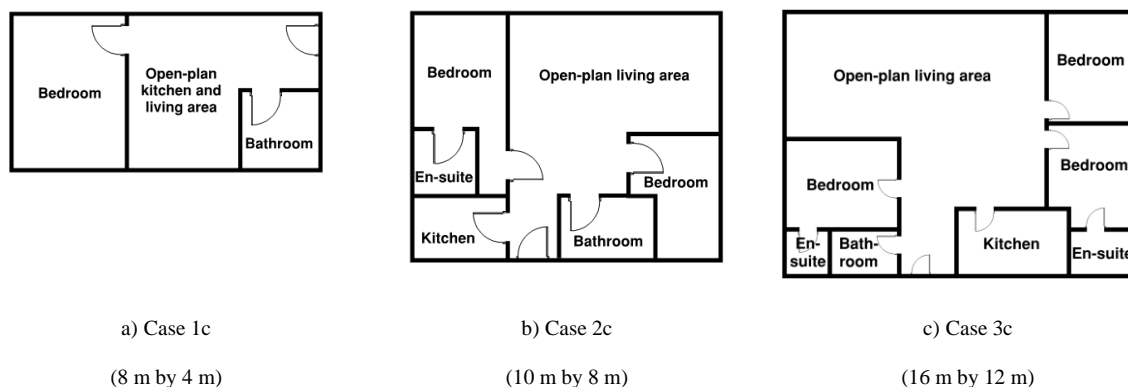 Bedroom
Open-plan
kitchen and
living area
Bathroom
Bedroom
Open-plan living area
En-suite
Bedroom
Kitchen
Bathroom
Open-plan living area
Bedroom
Bedroom
Bedroom
En-
suite
Bath-
room
Kitchen
En-suite
a) Case 1c
b) Case 2c
c) Case 3c
(8 m by 4 m)
(10 m by 8 m)
(16 m by 12 m)